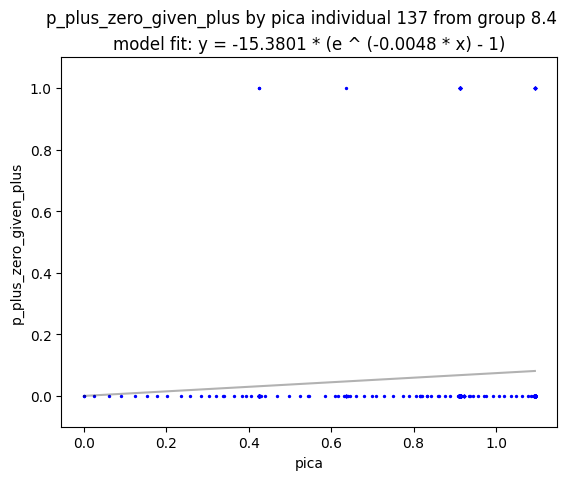 p_plus_zero_given_plus by pica individual 137 from group 8.4
model fit: y = -15.3801 * (e ^ (-0.0048 * x) - 1)
1.0
0.8
0.6
0.4
0.2
0.0
p_plus_zero_given_plus
0.0 0.2 0.4 0.6 0.8 1.0
pica